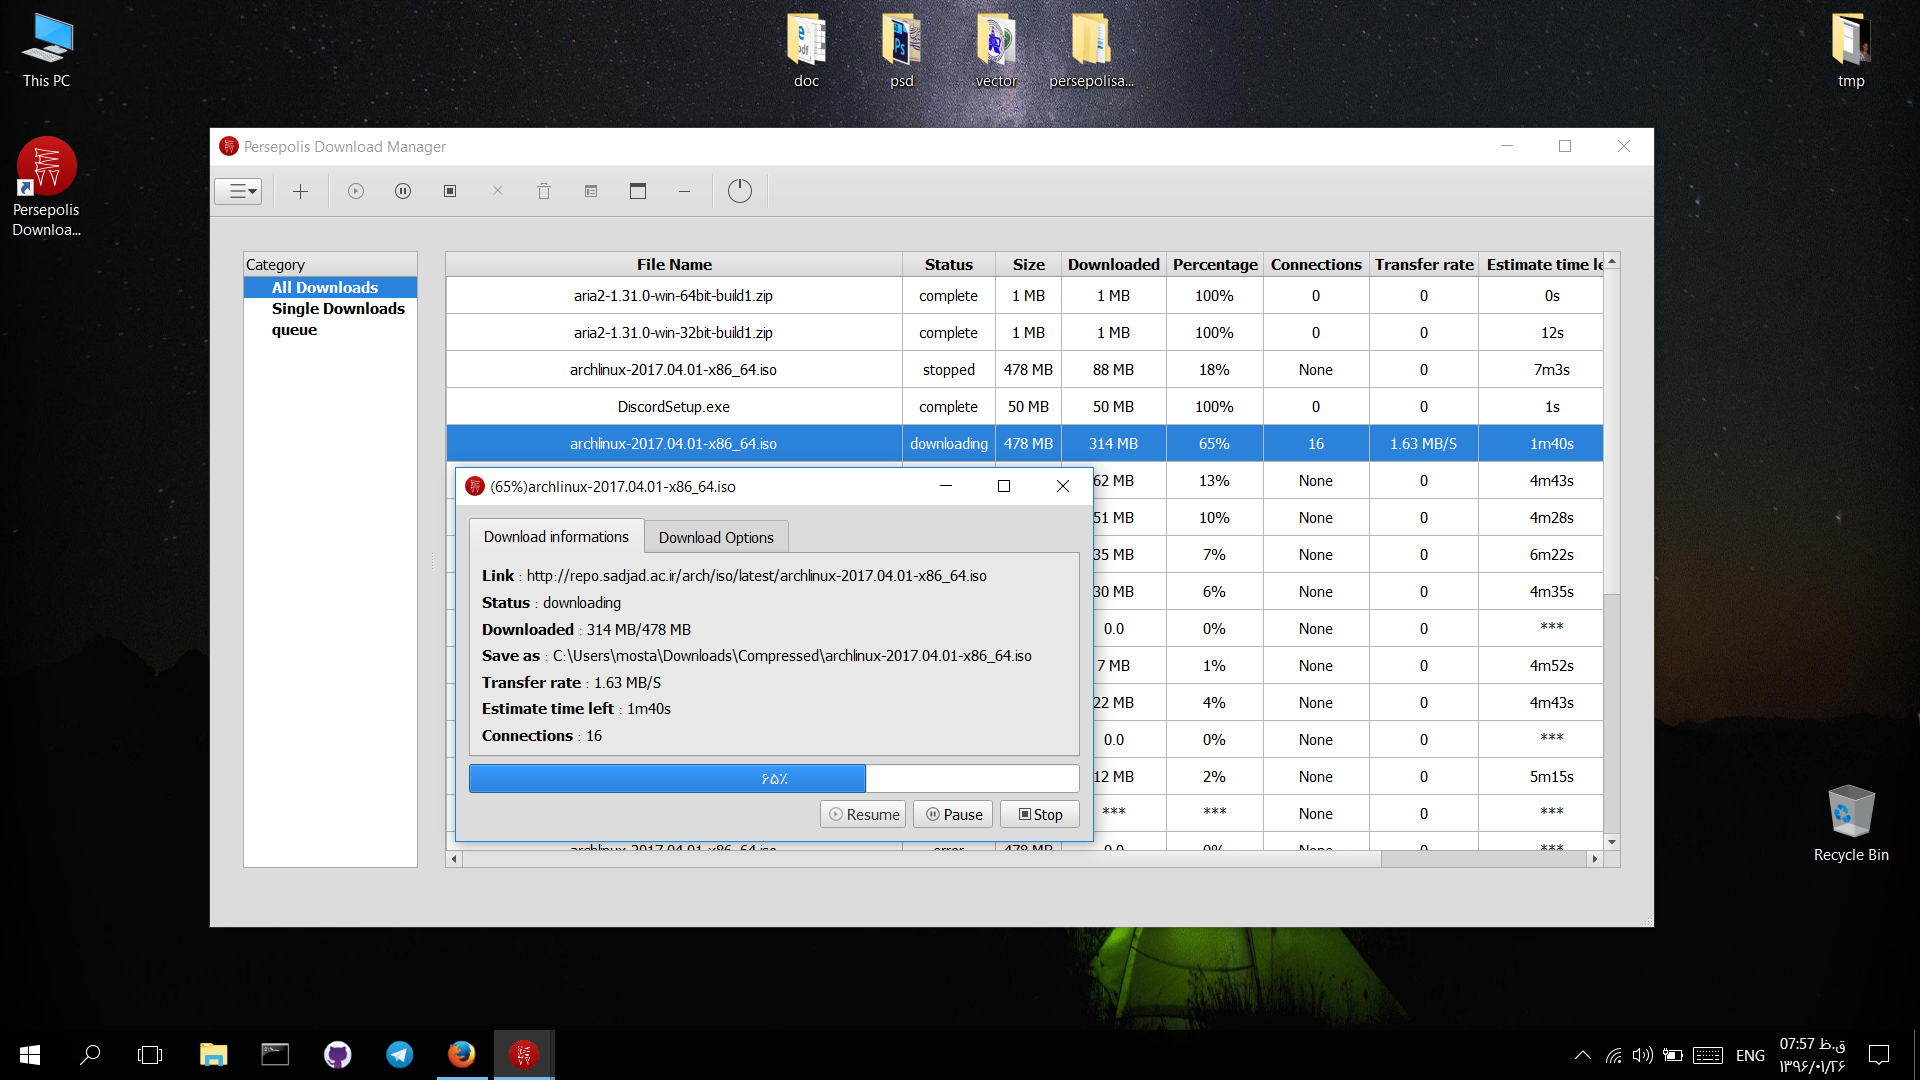 This PC
doc
psd
vector
persepolisa...
tmp
Persepolis
Downloa...
Persepolis Download Manager
Category
All Downloads
Single Downloads
queue
File Name Status Size Downloaded Percentage Connections Transfer rate Estimate time le
aria2-1.31.0-win-64bit-build1.zip complete 1 MB 1 MB 100% 0 0 0s
aria2-1.31.0-win-32bit-build1.zip complete 1 MB 1 MB 100% 0 0 12s
archlinux-2017.04.01-x86_64.iso stopped 478 MB 88 MB 18% None 0 7m3s
DiscordSetup.exe complete 50 MB 50 MB 100% 0 0 1s
archlinux-2017.04.01-x86_64.iso downloading 478 MB 314 MB 65% 16 1.63 MB/S 1m40s
62 MB 13% None 0 4m43s
51 MB 10% None 0 4m28s
35 MB 7% None 0 6m22s
30 MB 6% None 0 4m35s
0.0 0% None 0 ***
7 MB 1% None 0 4m52s
22 MB 4% None 0 4m43s
0.0 0% None 0 ***
12 MB 2% None 0 5m15s
*** *** None 0 ***
archlinux-2017.04.01-x86_64.iso error 478 MB 0.0 0% None 0 ***
(65%)archlinux-2017.04.01-x86_64.iso
Download informations
Download Options
Link : http://repo.sadjad.ac.ir/arch/iso/latest/archlinux-2017.04.01-x86_64.iso
Status : downloading
Downloaded : 314 MB/478 MB
Save as : C:\Users\mosta\Downloads\Compressed\archlinux-2017.04.01-x86_64.iso
Transfer rate : 1.63 MB/S
Estimate time left : 1m40s
Connections : 16
۶۵٪
Resume
Pause
Stop
Recycle Bin
ENG
07:57 ق.ظ
۱۳۹۶/۰۱/۲۶